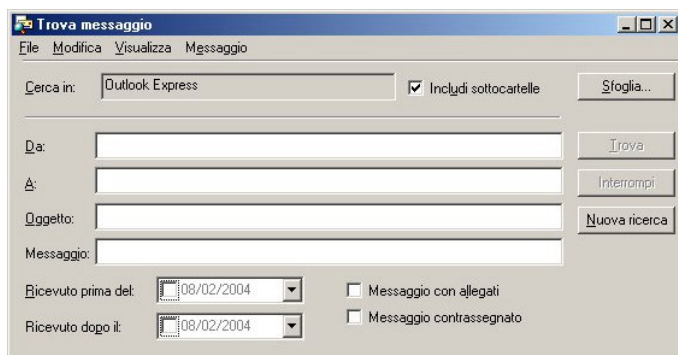 Trova messaggio
File Modifica Visualizza Messaggio
Cerca in: Outlook Express Includi sottocartelle Sfoglia...
Da: Trova
A: Interrompi
Oggetto: Nuova ricerca
Messaggio:
Ricevuto prima del: 08/02/2004 Messaggio con allegati
Ricevuto dopo il: 08/02/2004 Messaggio contrassegnato